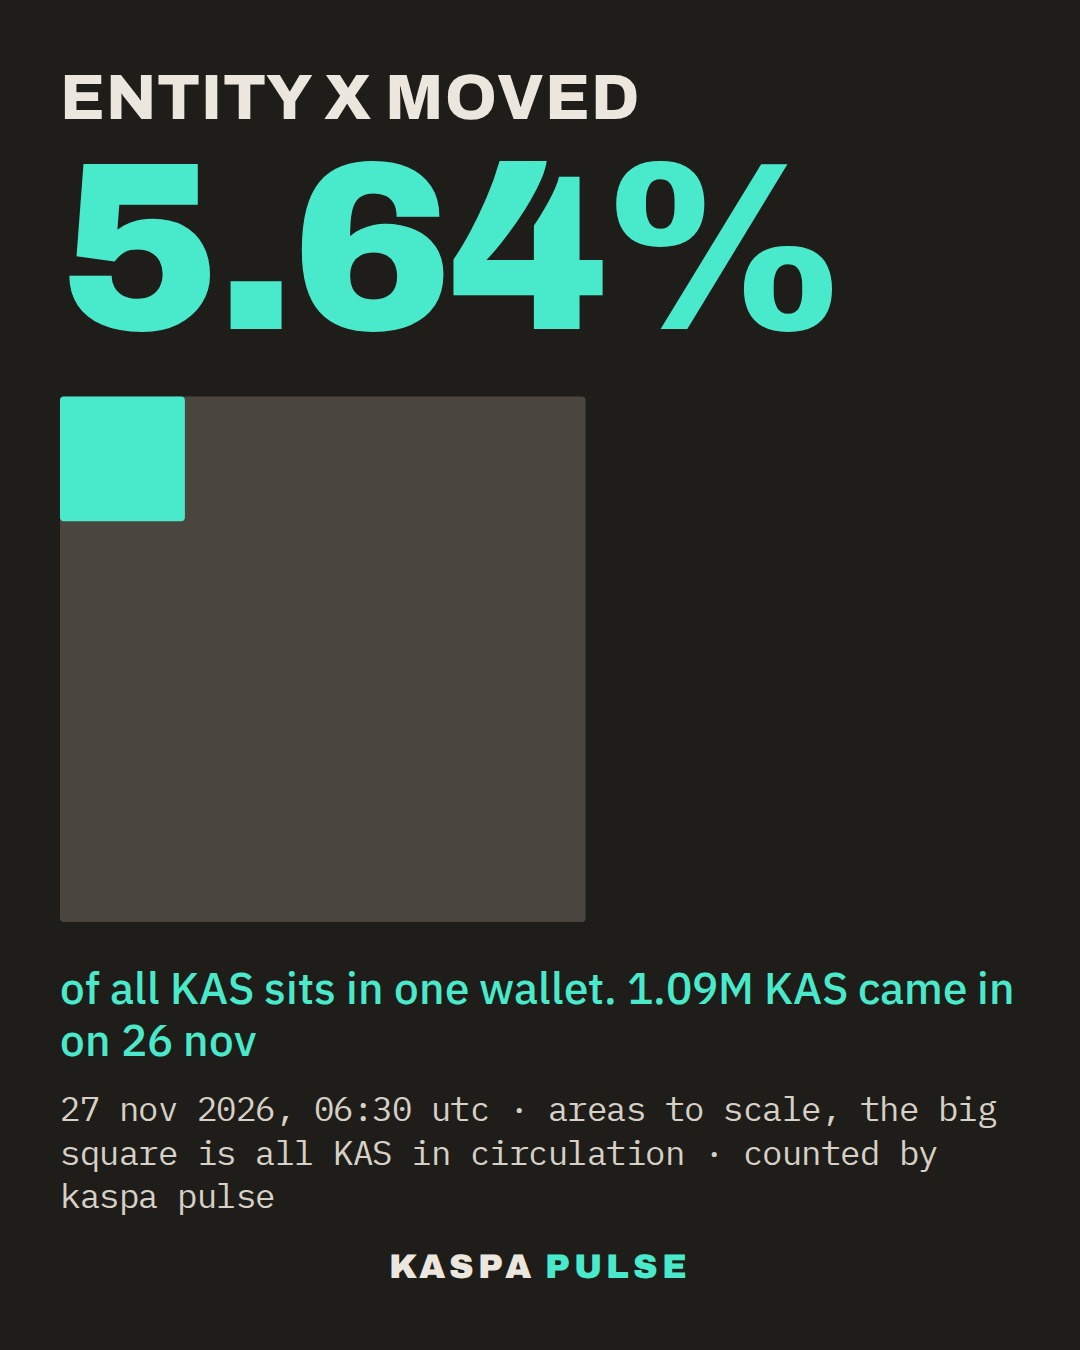 ENTITY X MOVED
5.64%
of all KAS sits in one wallet. 1.09M KAS came in
on 26 nov
27 nov 2026, 06:30 utc · areas to scale, the big
square is all KAS in circulation · counted by
kaspa pulse
KASPA PULSE